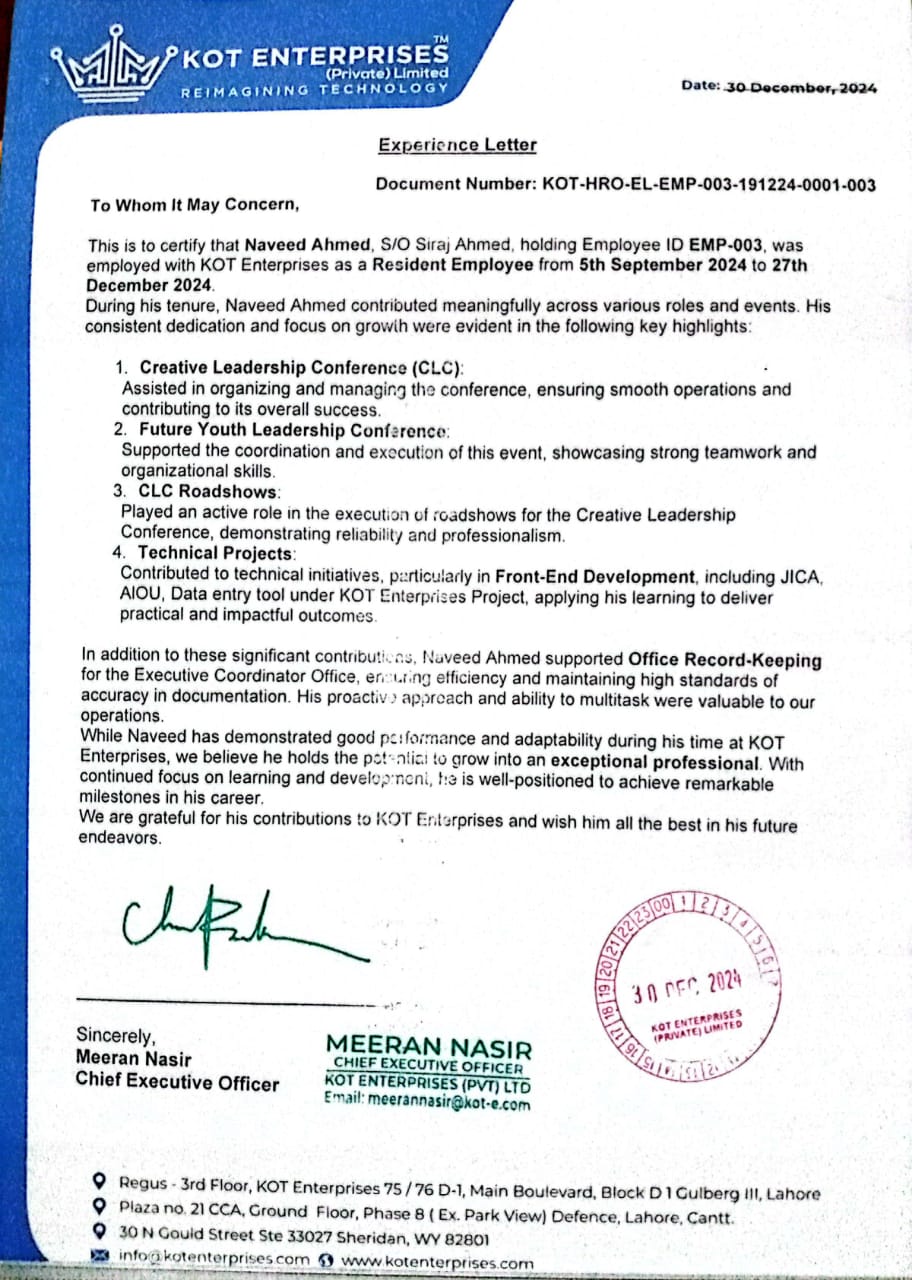 KOT ENTERPRISES™
(Private) Limited
REIMAGINING TECHNOLOGY
Date: 30 December, 2024
Experience Letter
Document Number: KOT-HRO-EL-EMP-003-191224-0001-003
To Whom It May Concern,
This is to certify that Naveed Ahmed, S/O Siraj Ahmed, holding Employee ID EMP-003, was
employed with KOT Enterprises as a Resident Employee from 5th September 2024 to 27th
December 2024.
During his tenure, Naveed Ahmed contributed meaningfully across various roles and events. His
consistent dedication and focus on growth were evident in the following key highlights:
1. Creative Leadership Conference (CLC):
Assisted in organizing and managing the conference, ensuring smooth operations and
contributing to its overall success.
2. Future Youth Leadership Conference:
Supported the coordination and execution of this event, showcasing strong teamwork and
organizational skills.
3. CLC Roadshows:
Played an active role in the execution of roadshows for the Creative Leadership
Conference, demonstrating reliability and professionalism.
4. Technical Projects:
Contributed to technical initiatives, particularly in Front-End Development, including JICA,
AIOU, Data entry tool under KOT Enterprises Project, applying his learning to deliver
practical and impactful outcomes.
In addition to these significant contributions, Naveed Ahmed supported Office Record-Keeping
for the Executive Coordinator Office, ensuring efficiency and maintaining high standards of
accuracy in documentation. His proactive approach and ability to multitask were valuable to our
operations.
While Naveed has demonstrated good performance and adaptability during his time at KOT
Enterprises, we believe he holds the potential to grow into an exceptional professional. With
continued focus on learning and development, he is well-positioned to achieve remarkable
milestones in his career.
We are grateful for his contributions to KOT Enterprises and wish him all the best in his future
endeavors.
00 1 2 3 4 5 6 7
15 16 17 18 19 20 21 22 23
30 DEC 2024
KOT ENTERPRISES
(PRIVATE) LIMITED
Sincerely,
Meeran Nasir
Chief Executive Officer
MEERAN NASIR
CHIEF EXECUTIVE OFFICER
KOT ENTERPRISES (PVT) LTD
Email: meerannasir@kot-e.com
Regus - 3rd Floor, KOT Enterprises 75 / 76 D-1, Main Boulevard, Block D 1 Gulberg III, Lahore
Plaza no. 21 CCA, Ground Floor, Phase 8 ( Ex. Park View) Defence, Lahore, Cantt.
30 N Gould Street Ste 33027 Sheridan, WY 82801
info@kotenterprises.com www.kotenterprises.com